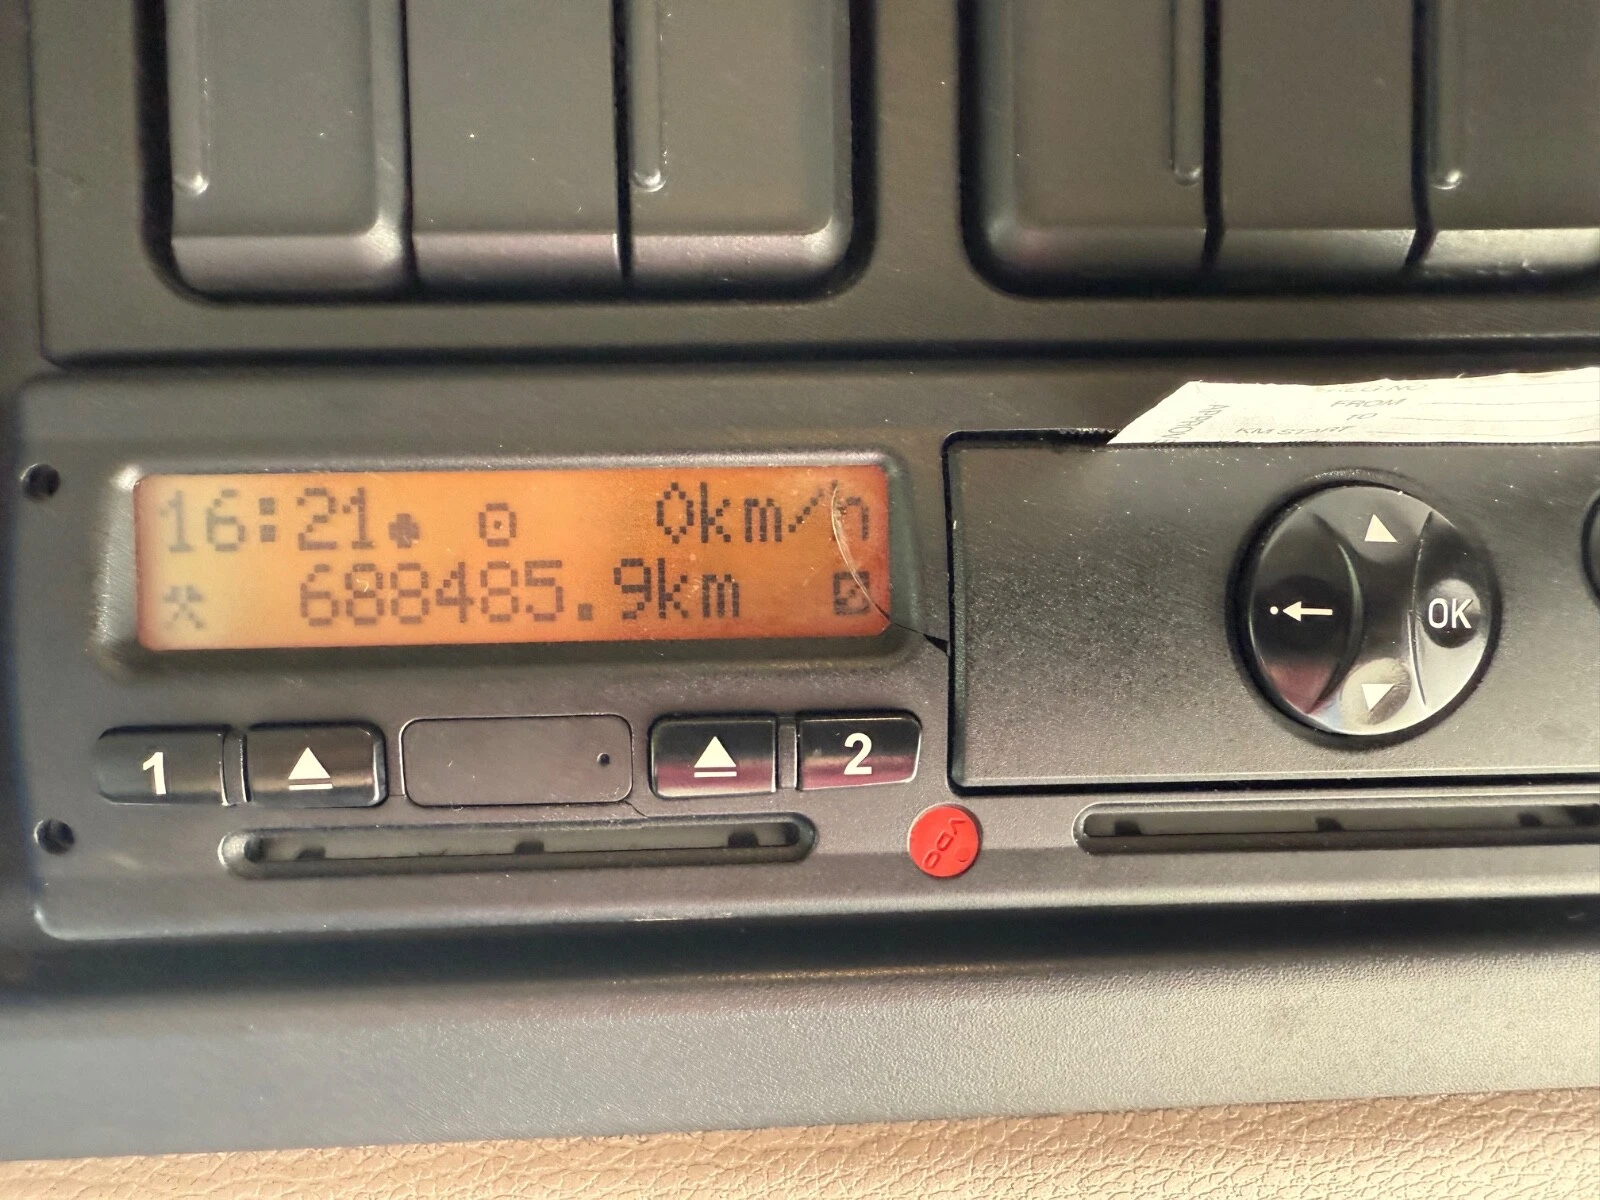 FROM
TO
KM START
16:21 0km/h
688485.9km
OK
1 2
VDO